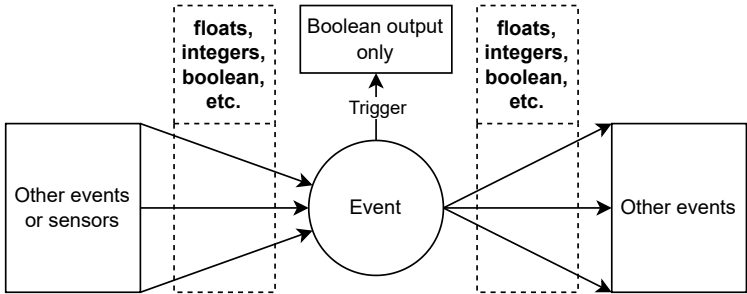 floats,
integers,
boolean,
etc.
Boolean output
only
floats,
integers,
boolean,
etc.
Trigger
Other events
or sensors
Event
Other events